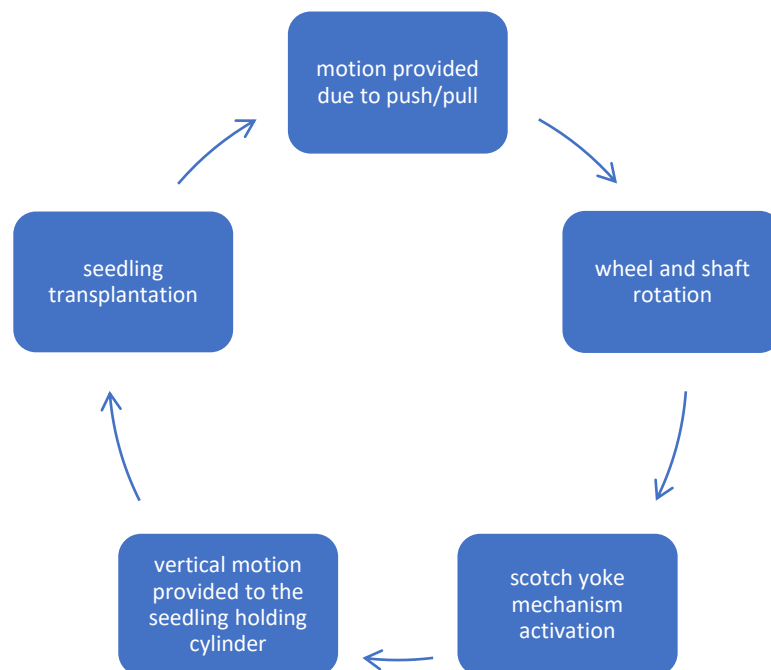 motion provided
due to push/pull
wheel and shaft
rotation
scotch yoke
mechanism
activation
vertical motion
provided to the
seedling holding
cylinder
seedling
transplantation